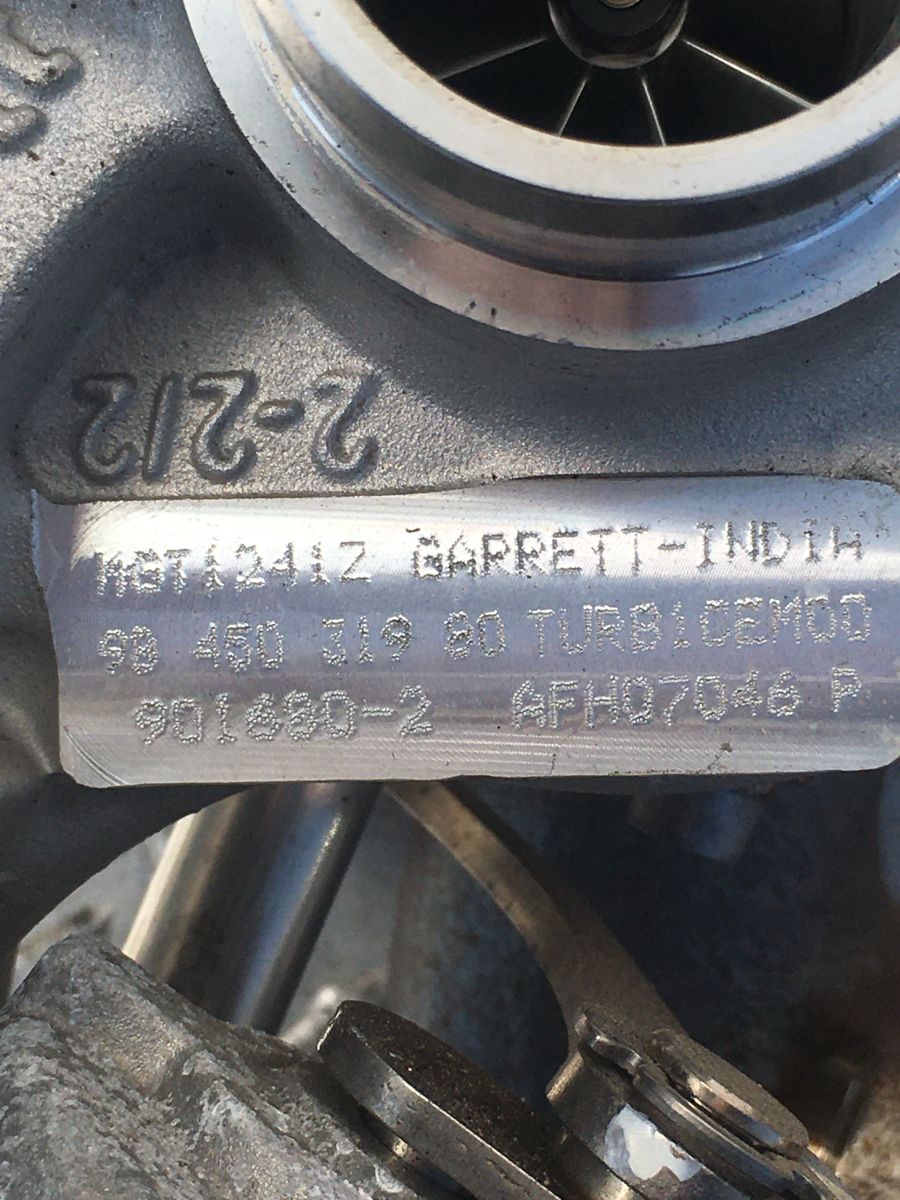 2-212
MGT1241Z GARRETT-INDIA
98 450 319 80 TURBICEMOD
901680-2 AFH07046 P